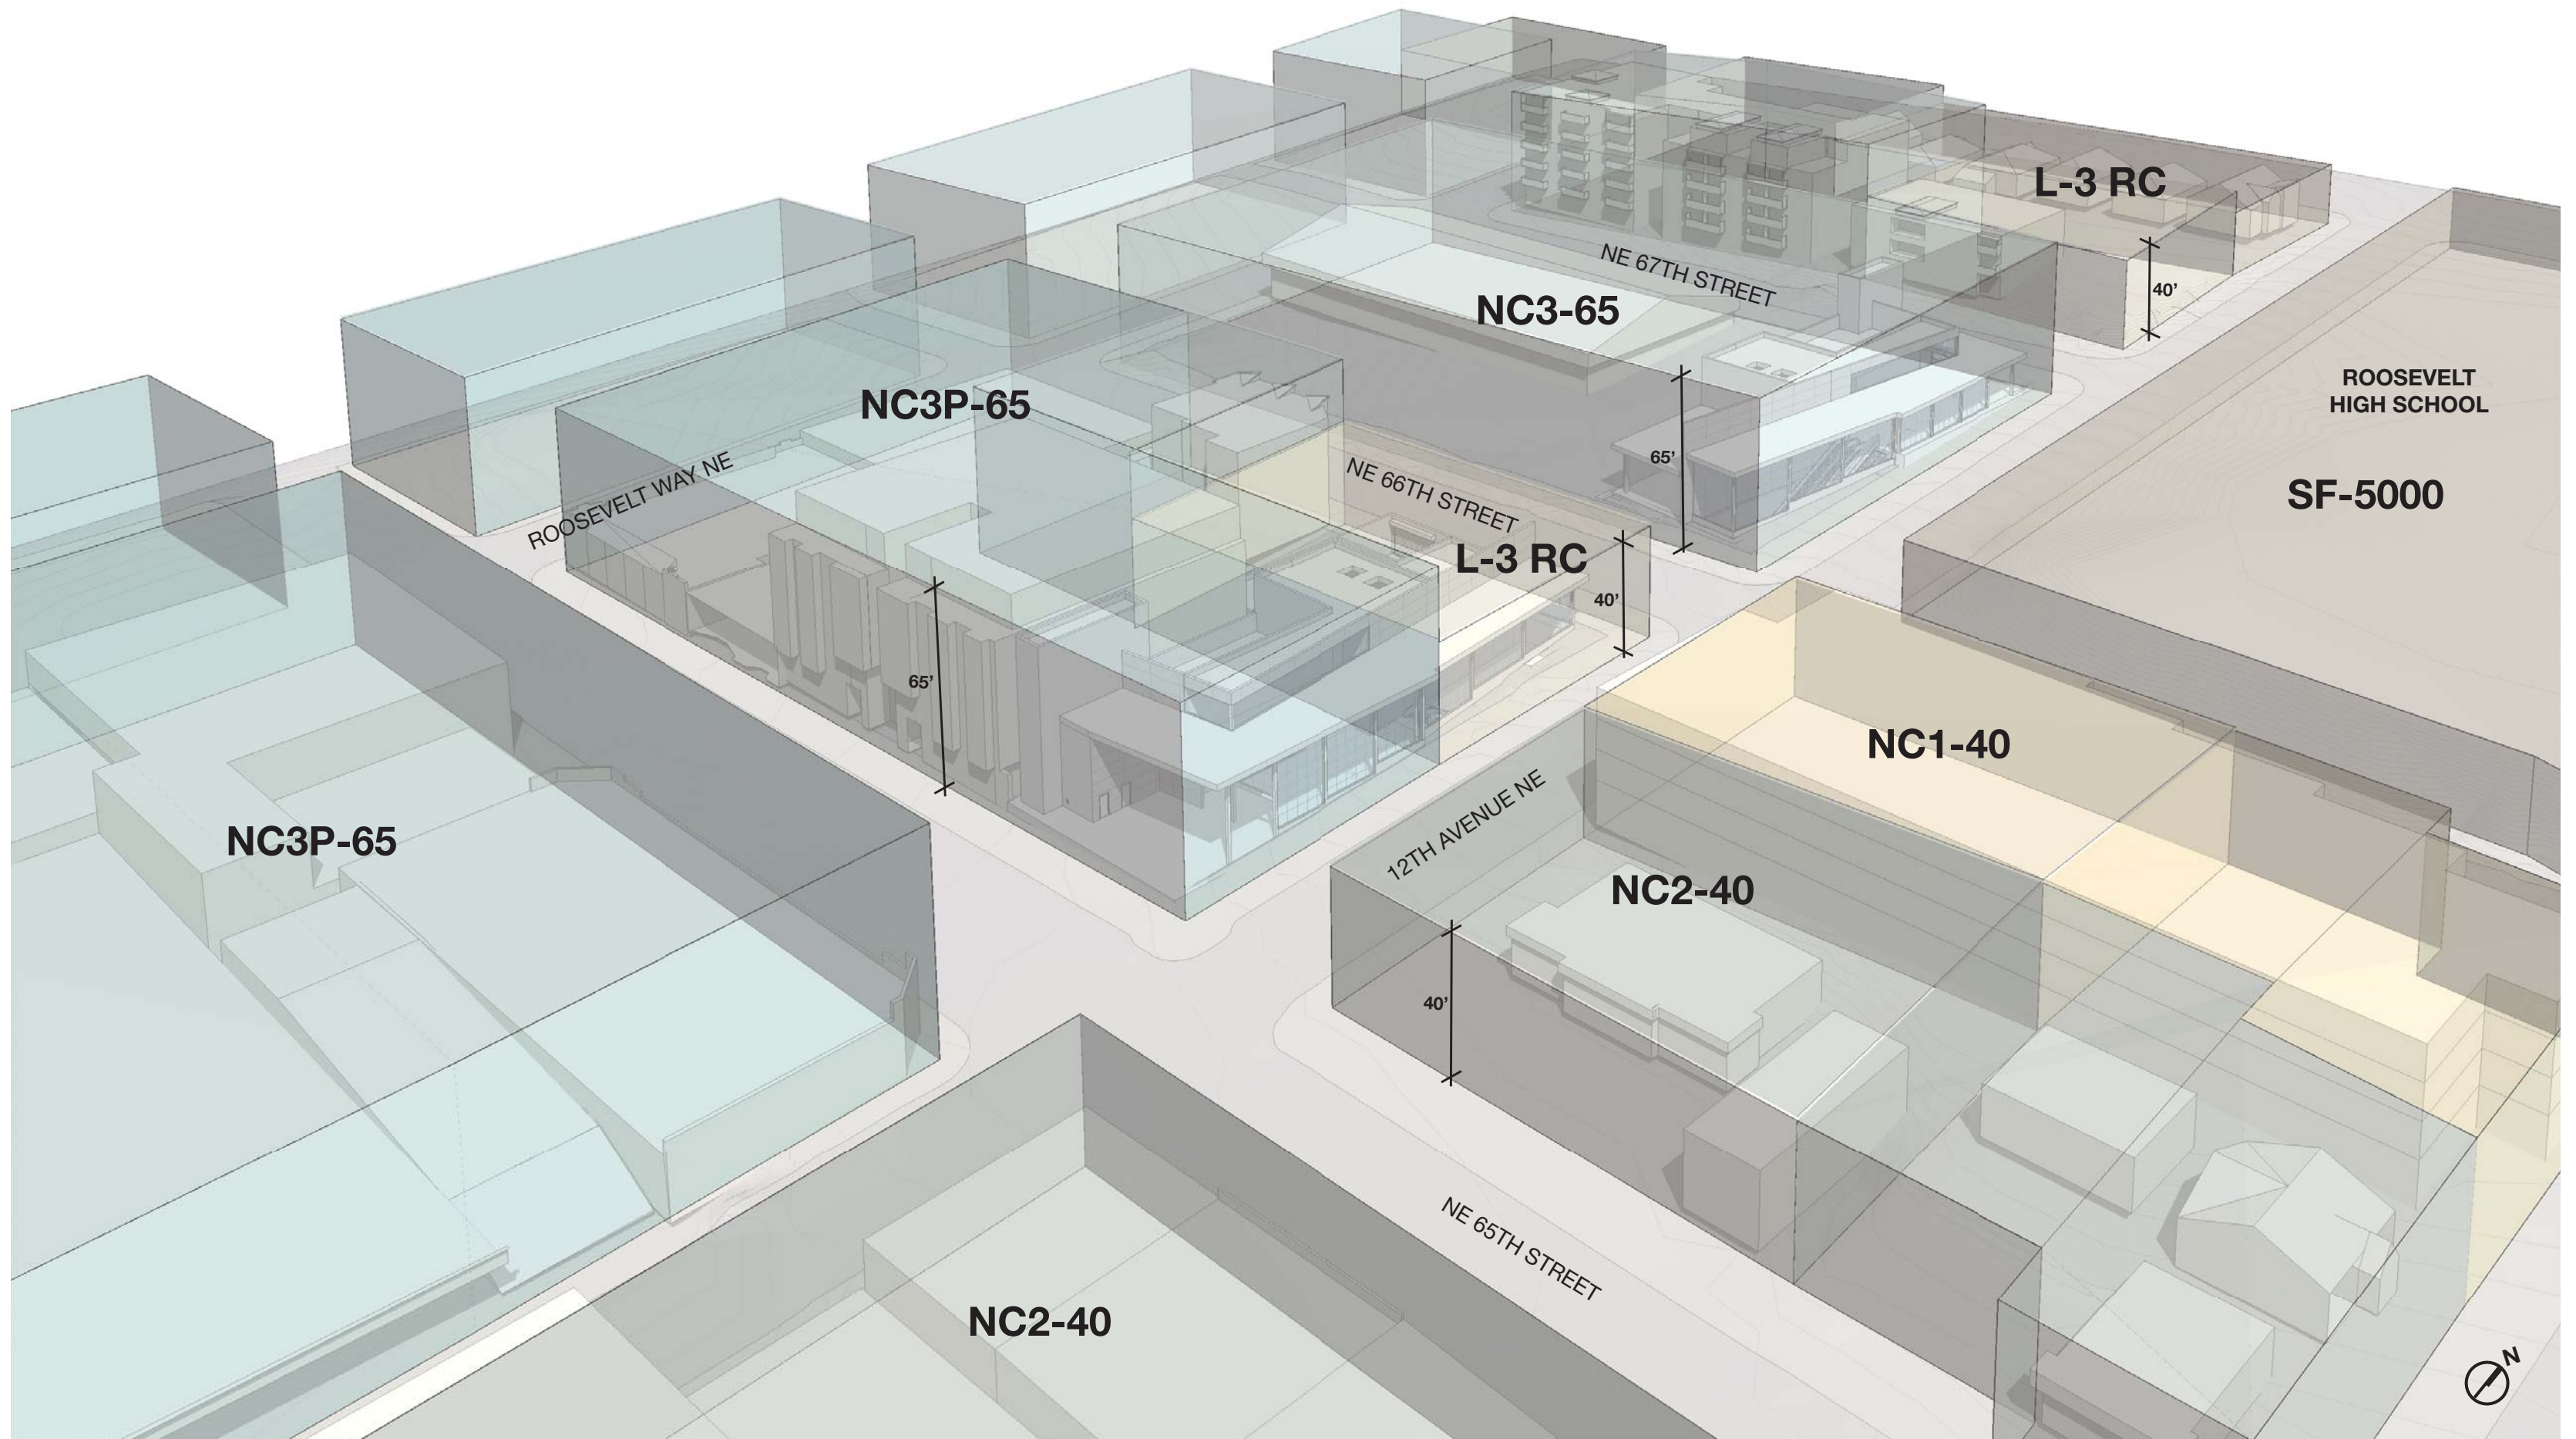 L-3 RC
NE 67TH STREET
40’
NC3-65
ROOSEVELT
HIGH SCHOOL
NC3P-65
65’
ROOSEVELT WAY NE
NE 66TH STREET
SF-5000
L-3 RC
40’
65’
NC1-40
12TH AVENUE NE
NC3P-65
NC2-40
40’
NE 65TH STREET
NC2-40
N